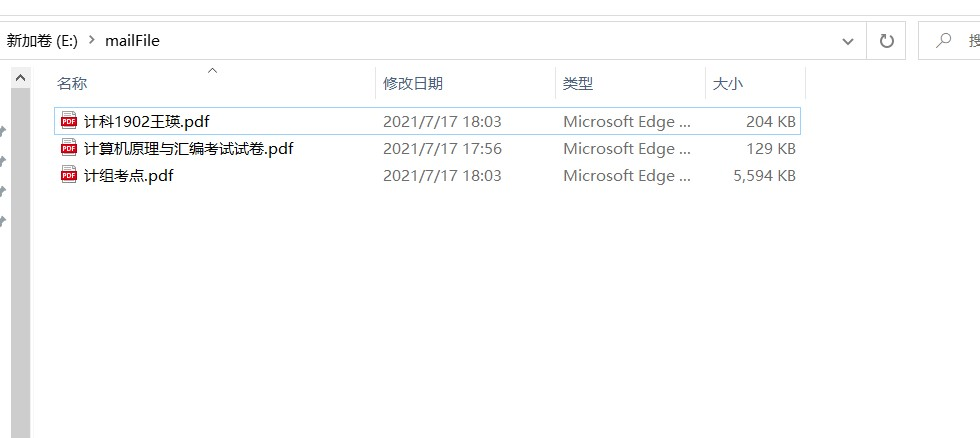 新加卷 (E:) > mailFile
名称 修改日期 类型 大小
计科1902王瑛.pdf 2021/7/17 18:03 Microsoft Edge ... 204 KB
计算机原理与汇编考试试卷.pdf 2021/7/17 17:56 Microsoft Edge ... 129 KB
计组考点.pdf 2021/7/17 18:03 Microsoft Edge ... 5,594 KB